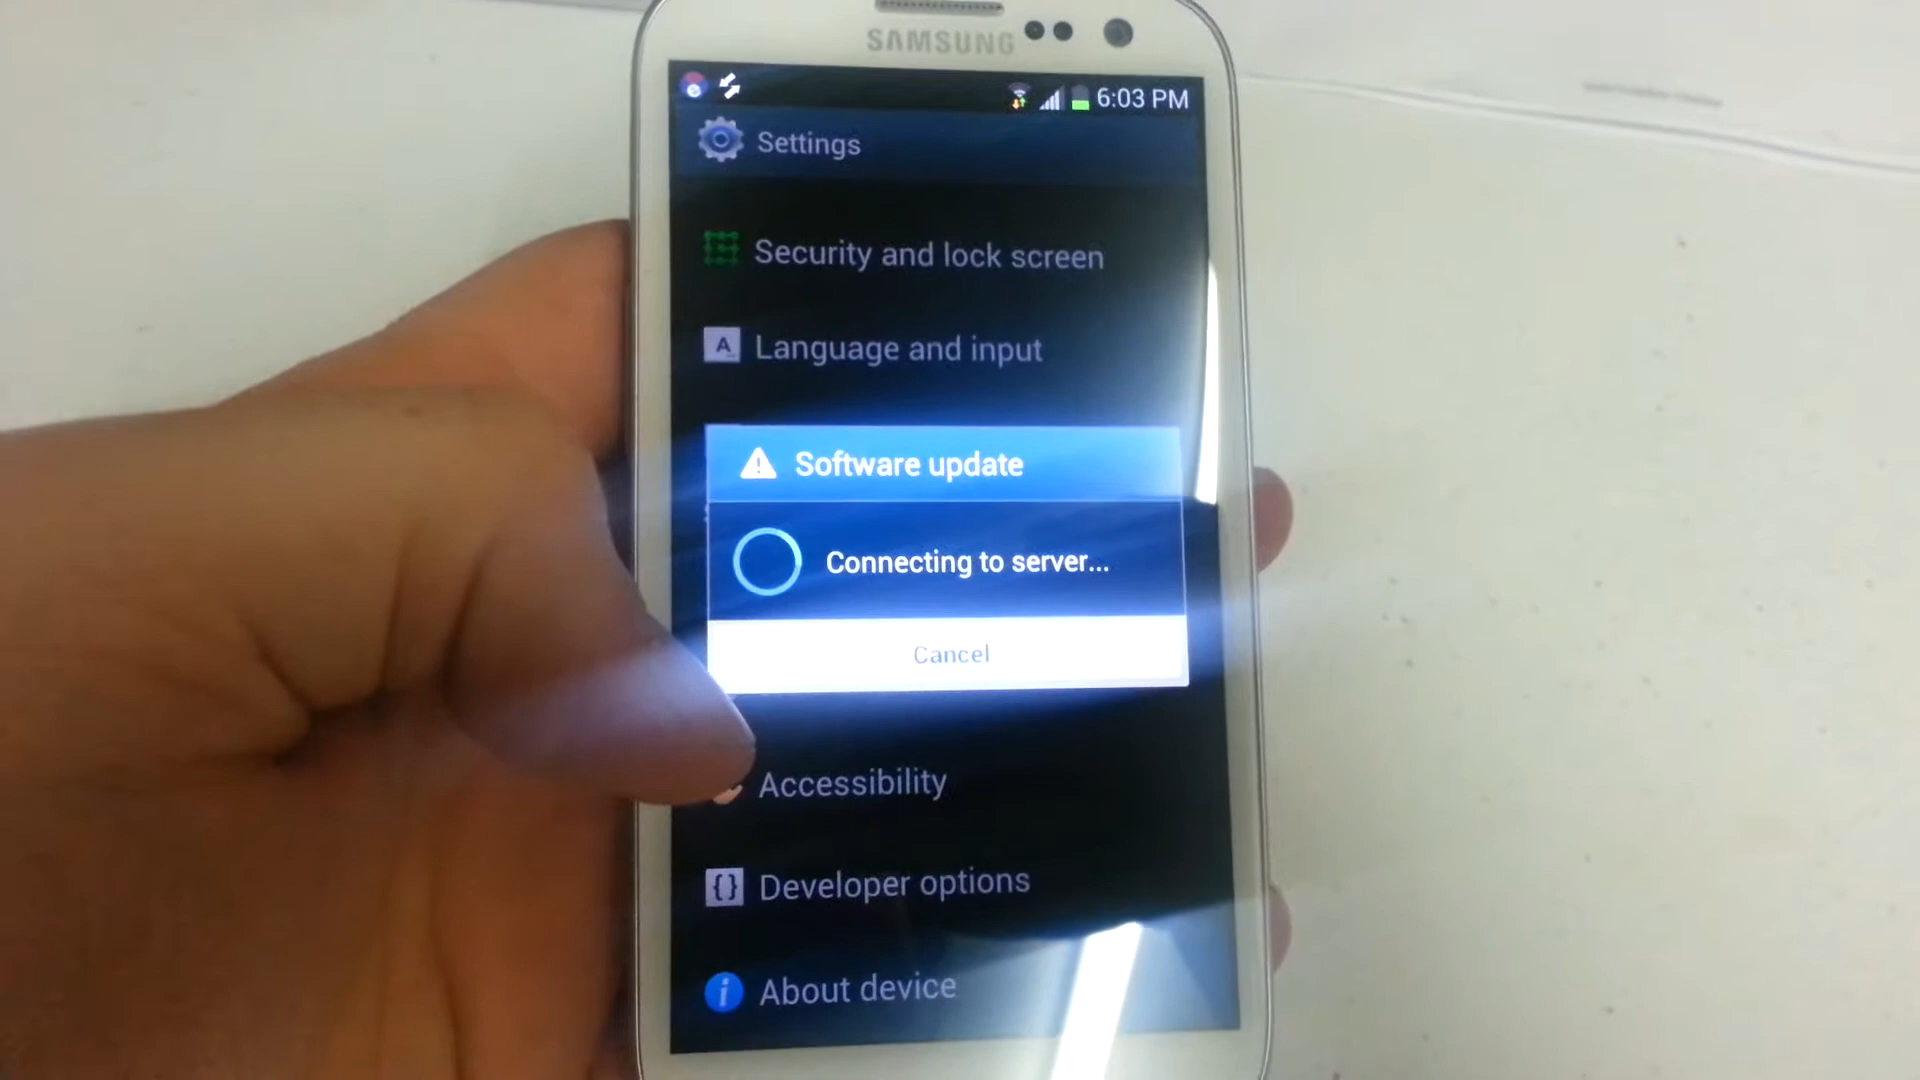 SAMSUNG
6:03 PM
Settings
Security and lock screen
A Language and input
Software update
Connecting to server...
Cancel
Accessibility
{} Developer options
i About device